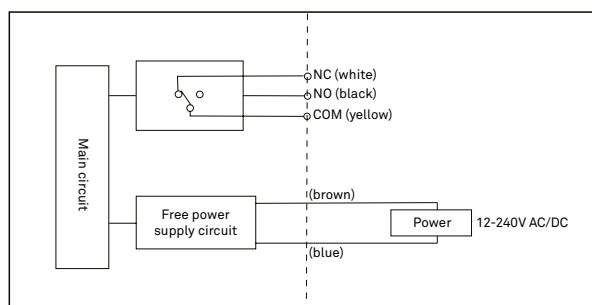 NC (white)
NO (black)
COM (yellow)
Main circuit
(brown)
Free power
supply circuit
Power
12-240V AC/DC
(blue)